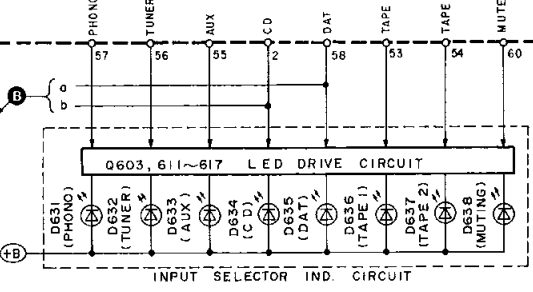 PHONO
TUNER
AUX
CD
DAT
TAPE
TAPE
MUTE
57
56
55
2
58
53
54
60
B
a
b
Q603, 611~617 LED DRIVE CIRCUIT
D631
(PHONO)
D632
(TUNER)
D633
(AUX)
D634
(CD)
D635
(DAT)
D636
(TAPE 1)
D637
(TAPE 2)
D638
(MUTING)
+B
INPUT SELECTOR IND. CIRCUIT